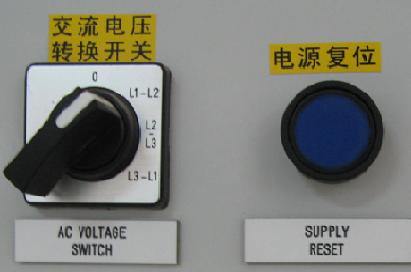 交流电压
转换开关
电源复位
0
L1-L2
L2
L3
L3-L1
AC VOLTAGE
SWITCH
SUPPLY
RESET